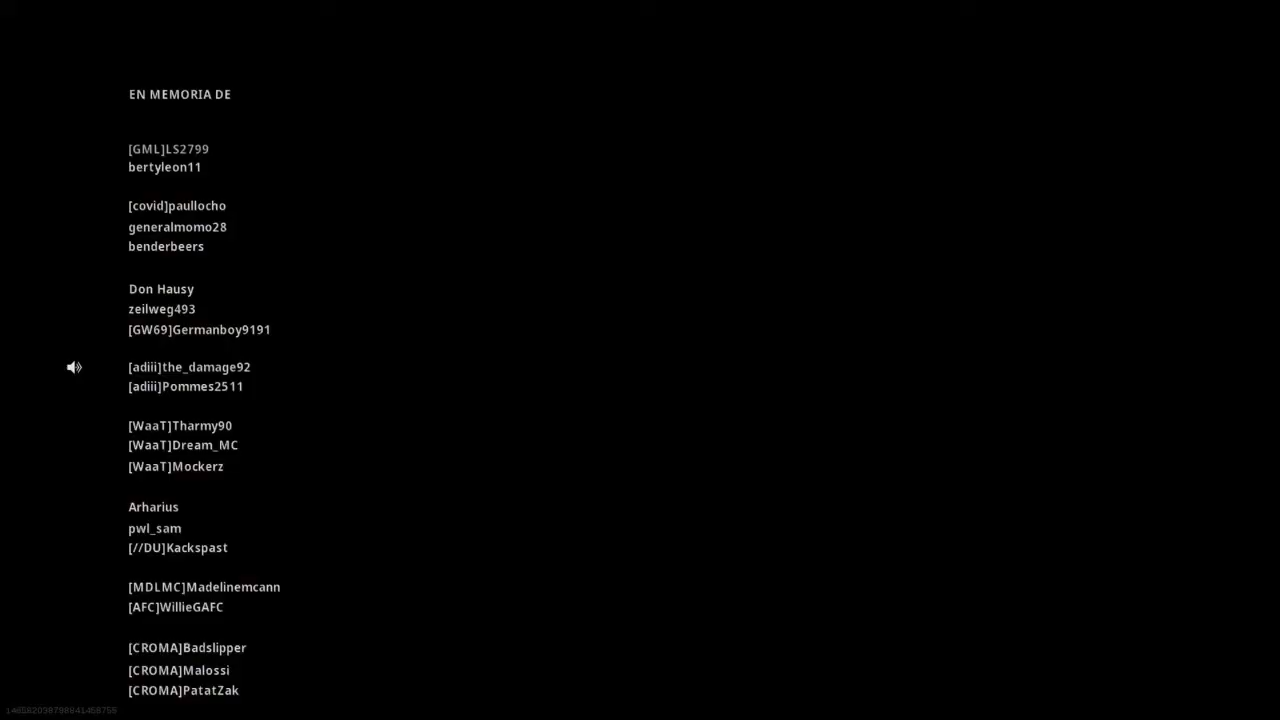 EN MEMORIA DE
[GML]LS2799
bertyleon11
[covid]paullocho
generalmomo28
benderbeers
Don Hausy
zeilweg493
[GW69]Germanboy9191
[adiii]the_damage92
[adiii]Pommes2511
[WaaT]Tharmy90
[WaaT]Dream_MC
[WaaT]Mockerz
Arharius
pwl_sam
[//DU]Kackspast
[MDLMC]Madelinemcann
[AFC]WillieGAFC
[CROMA]Badslipper
[CROMA]Malossi
[CROMA]PatatZak